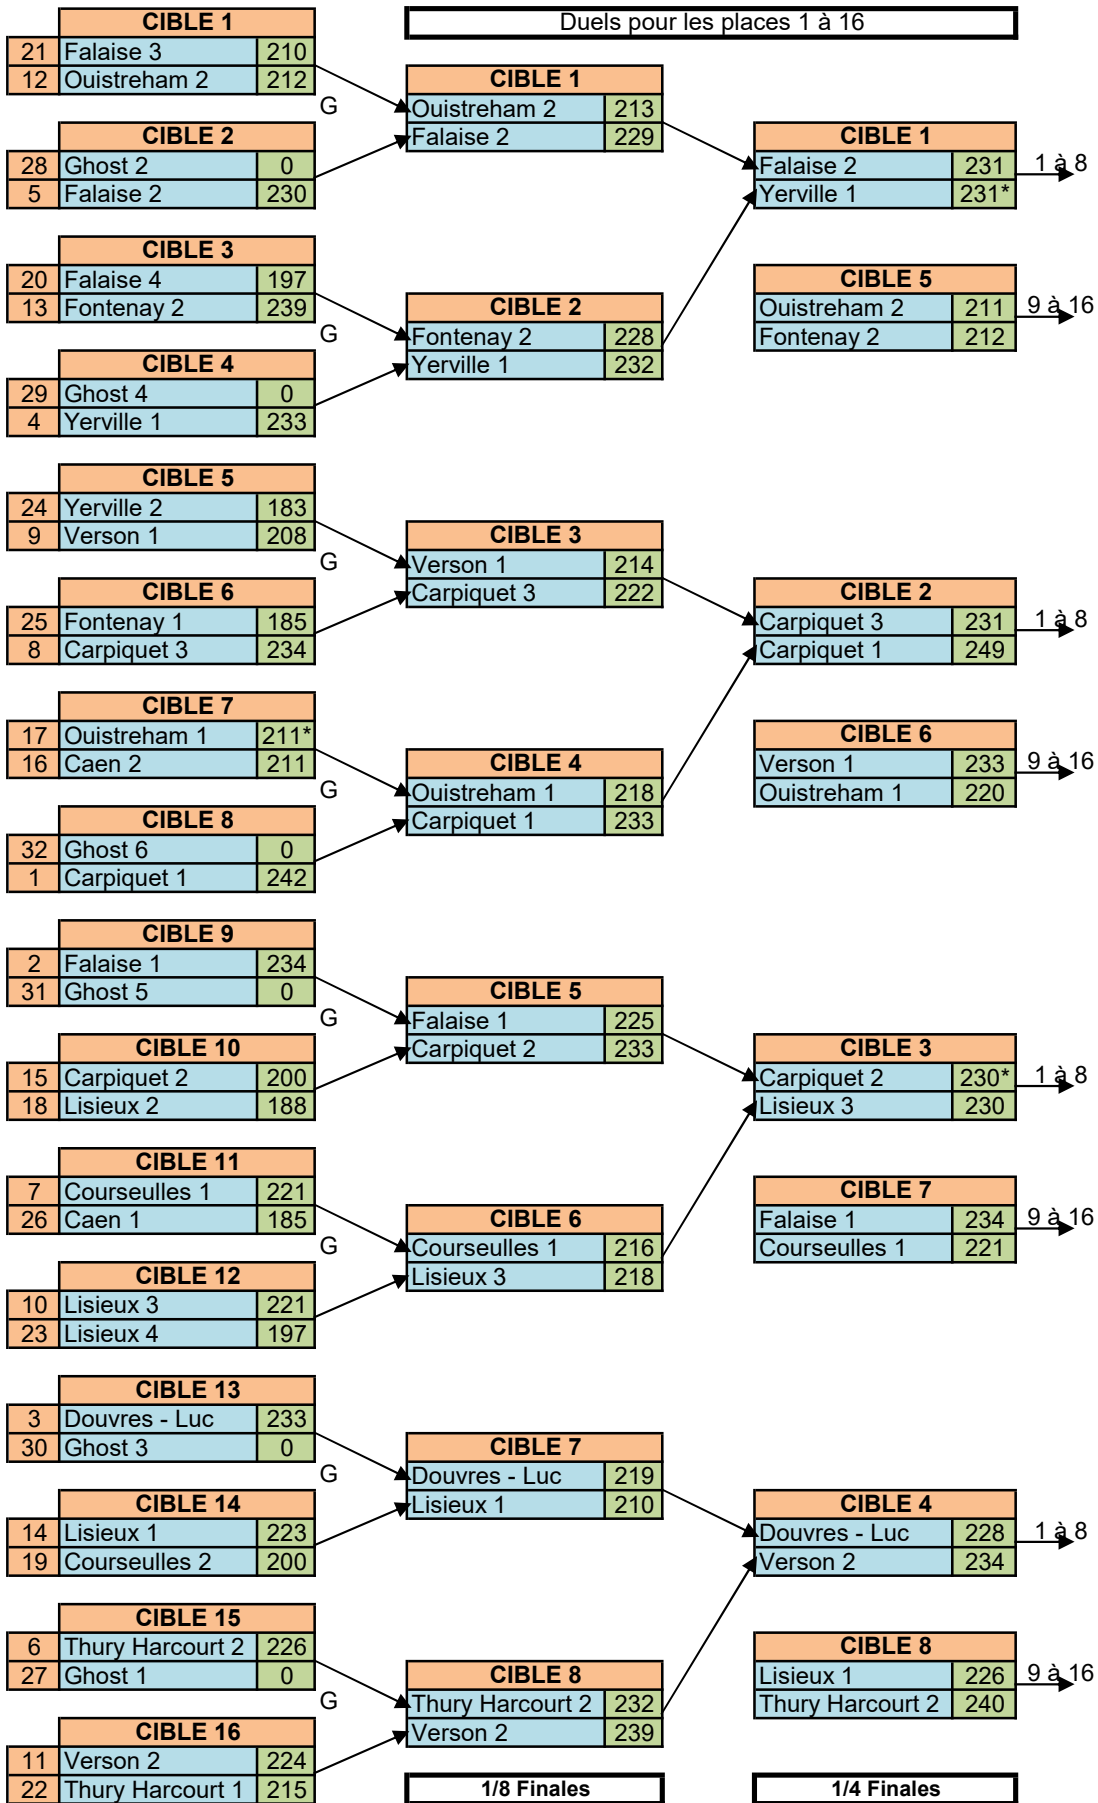 Duels pour les places 1 à 16
CIBLE 1
21 Falaise 3 210
12 Ouistreham 2 212
G
CIBLE 2
28 Ghost 2 0
5 Falaise 2 230
CIBLE 3
20 Falaise 4 197
13 Fontenay 2 239
G
CIBLE 4
29 Ghost 4 0
4 Yerville 1 233
CIBLE 5
24 Yerville 2 183
9 Verson 1 208
G
CIBLE 6
25 Fontenay 1 185
8 Carpiquet 3 234
CIBLE 7
17 Ouistreham 1 211*
16 Caen 2 211
G
CIBLE 8
32 Ghost 6 0
1 Carpiquet 1 242
CIBLE 9
2 Falaise 1 234
31 Ghost 5 0
G
CIBLE 10
15 Carpiquet 2 200
18 Lisieux 2 188
CIBLE 11
7 Courseulles 1 221
26 Caen 1 185
G
CIBLE 12
10 Lisieux 3 221
23 Lisieux 4 197
CIBLE 13
3 Douvres - Luc 233
30 Ghost 3 0
G
CIBLE 14
14 Lisieux 1 223
19 Courseulles 2 200
CIBLE 15
6 Thury Harcourt 2 226
27 Ghost 1 0
G
CIBLE 16
11 Verson 2 224
22 Thury Harcourt 1 215
CIBLE 1
Ouistreham 2 213
Falaise 2 229
CIBLE 2
Fontenay 2 228
Yerville 1 232
CIBLE 3
Verson 1 214
Carpiquet 3 222
CIBLE 4
Ouistreham 1 218
Carpiquet 1 233
CIBLE 5
Falaise 1 225
Carpiquet 2 233
CIBLE 6
Courseulles 1 216
Lisieux 3 218
CIBLE 7
Douvres - Luc 219
Lisieux 1 210
CIBLE 8
Thury Harcourt 2 232
Verson 2 239
1/8 Finales
CIBLE 1
Falaise 2 231 1 à 8
Yerville 1 231*
CIBLE 5
Ouistreham 2 211 9 à 16
Fontenay 2 212
CIBLE 2
Carpiquet 3 231 1 à 8
Carpiquet 1 249
CIBLE 6
Verson 1 233 9 à 16
Ouistreham 1 220
CIBLE 3
Carpiquet 2 230* 1 à 8
Lisieux 3 230
CIBLE 7
Falaise 1 234 9 à 16
Courseulles 1 221
CIBLE 4
Douvres - Luc 228 1 à 8
Verson 2 234
CIBLE 8
Lisieux 1 226 9 à 16
Thury Harcourt 2 240
1/4 Finales